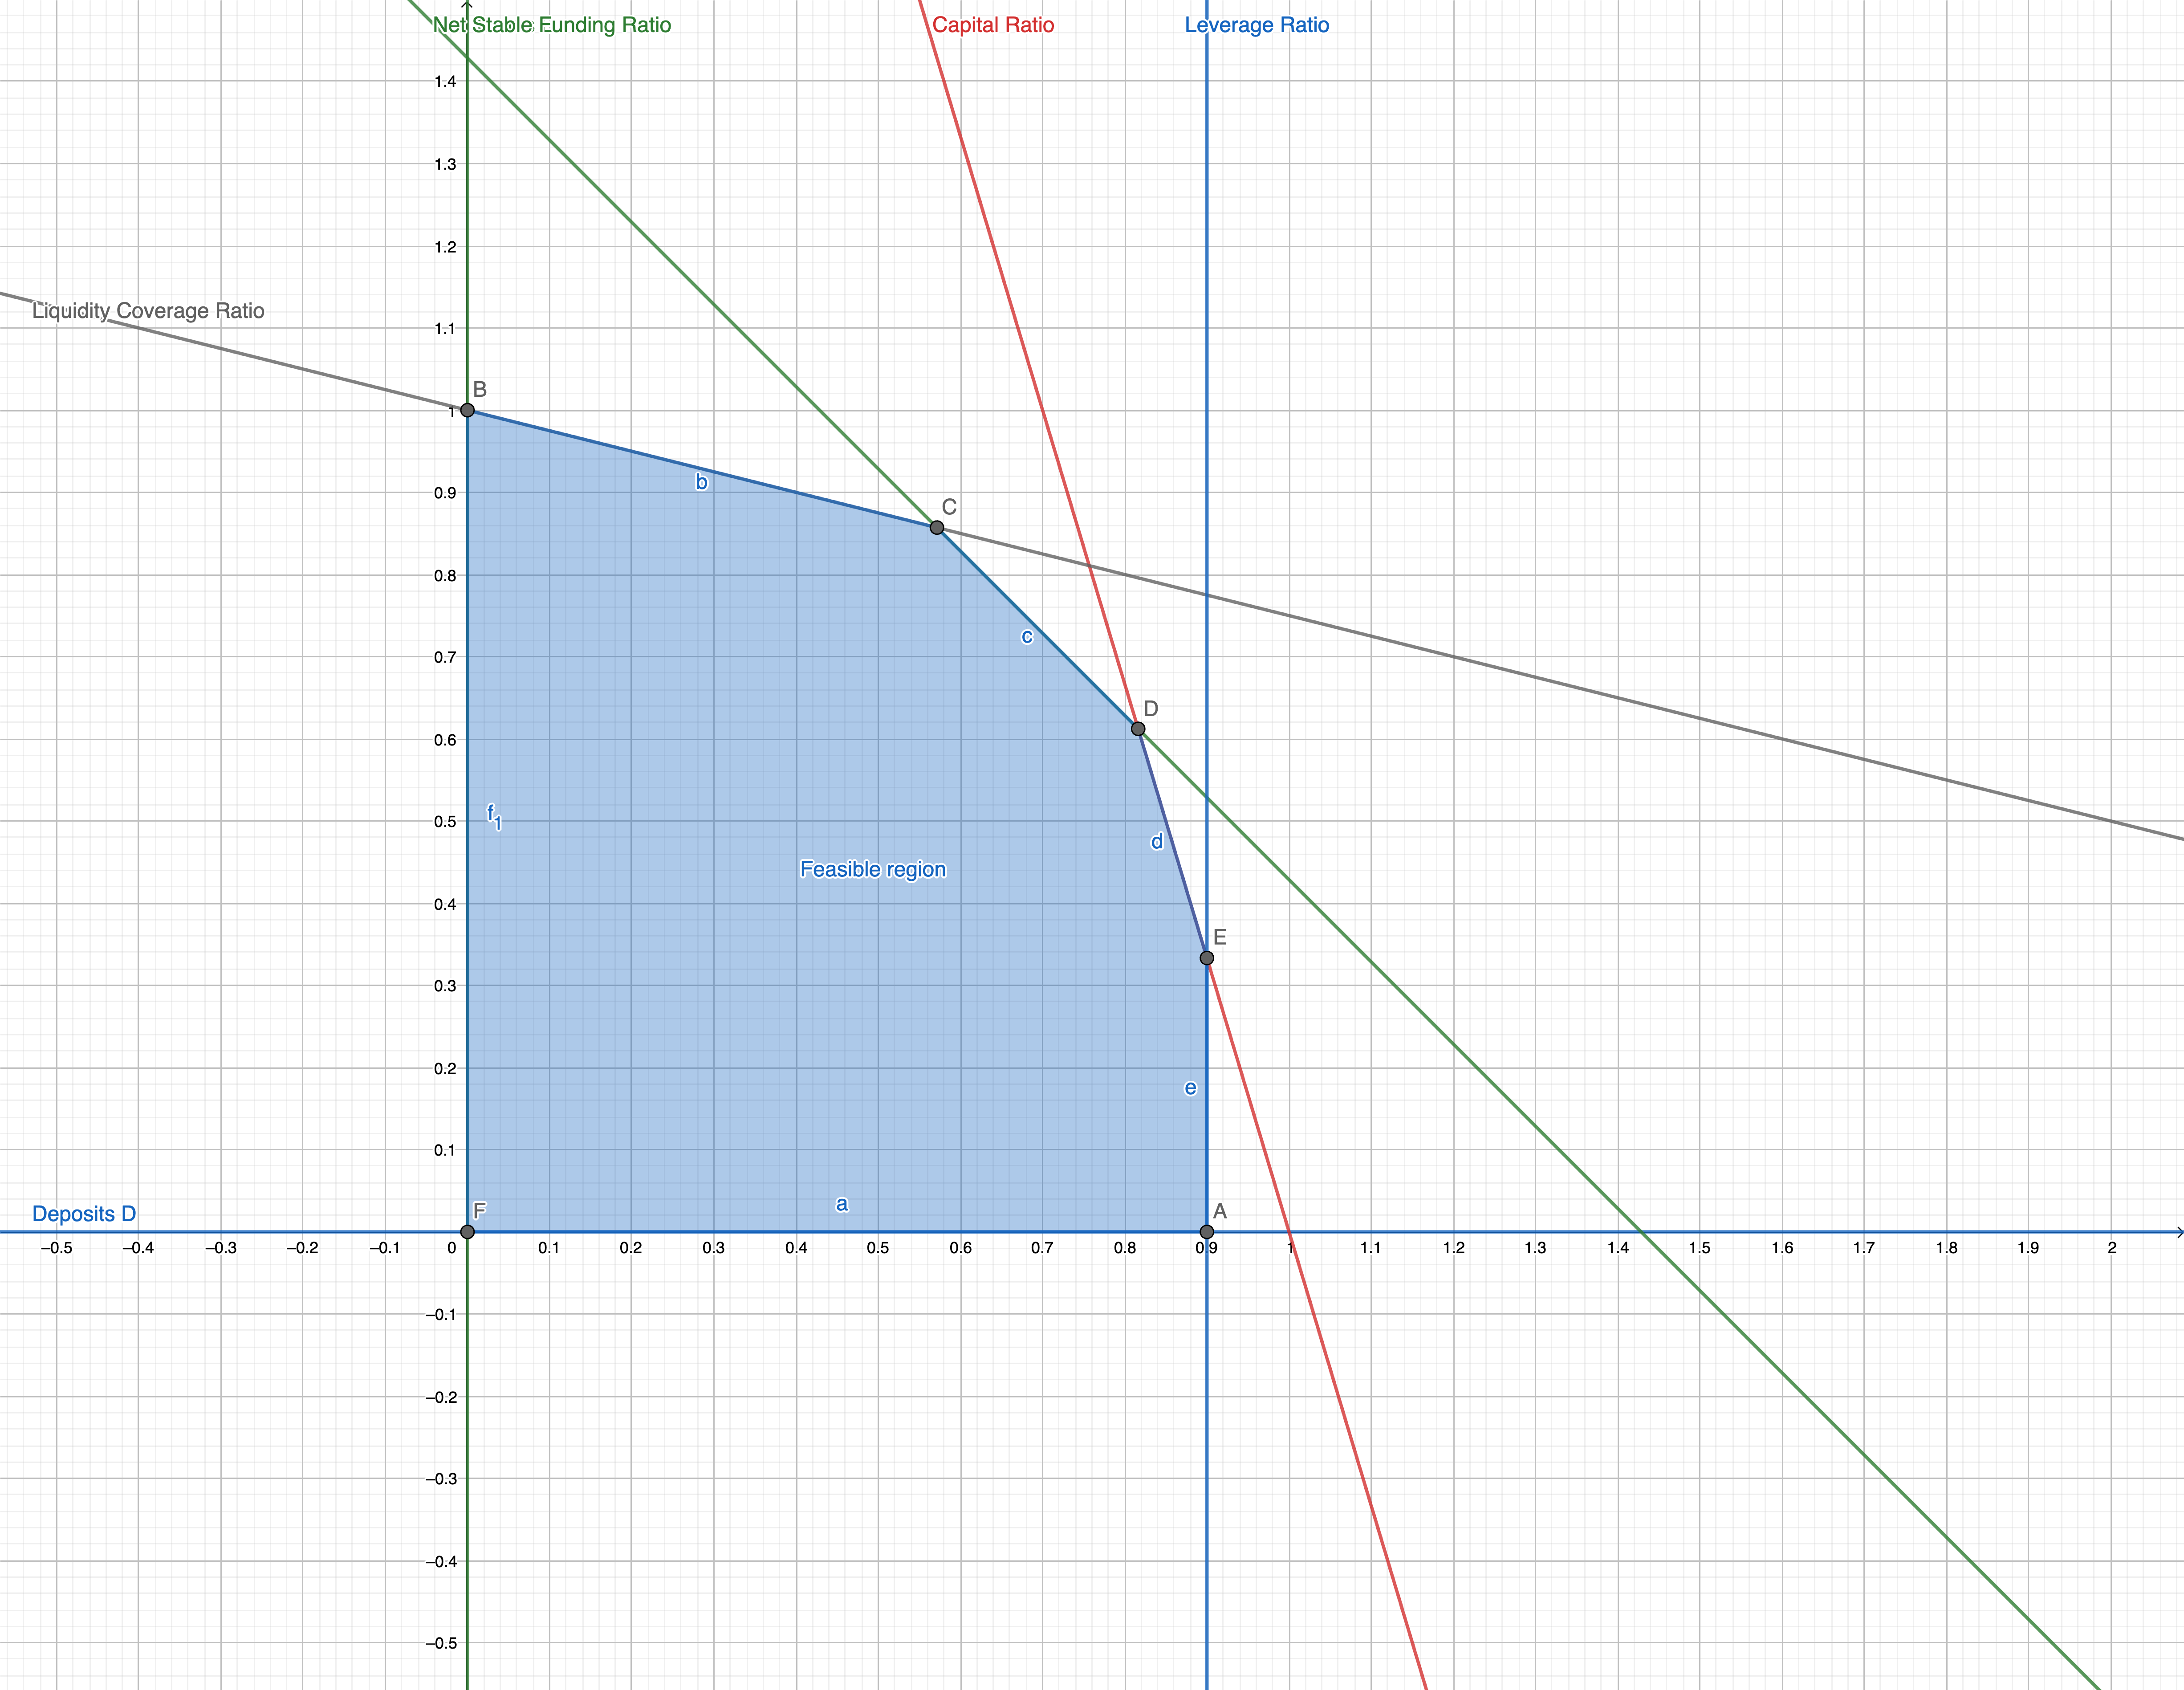 Net Stable Funding Ratio
Capital Ratio
Leverage Ratio
1.4
1.3
1.2
Liquidity Coverage Ratio
1.1
B
1
C
0.9
b
0.8
D
c
0.7
0.6
E
f1
0.5
d
Feasible region
0.4
0.3
e
0.2
0.1
Deposits D
F
a
A
–0.5 –0.4 –0.3 –0.2 –0.1 0 0.1 0.2 0.3 0.4 0.5 0.6 0.7 0.8 0.9 1 1.1 1.2 1.3 1.4 1.5 1.6 1.7 1.8 1.9 2
–0.1
–0.2
–0.3
–0.4
–0.5